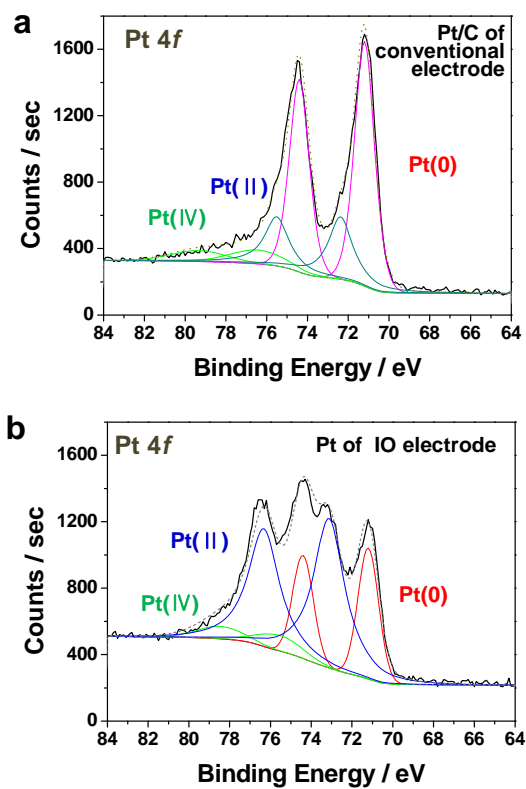 a
Pt 4f
Pt/C of
conventional
electrode
Pt(0)
Pt(II)
Pt(IV)
Counts / sec
1600
1200
800
400
0
84 82 80 78 76 74 72 70 68 66 64
Binding Energy / eV
b
Pt 4f
Pt of IO electrode
Pt(II)
Pt(IV)
Pt(0)
Counts / sec
1600
1200
800
400
0
84 82 80 78 76 74 72 70 68 66 64
Binding Energy / eV